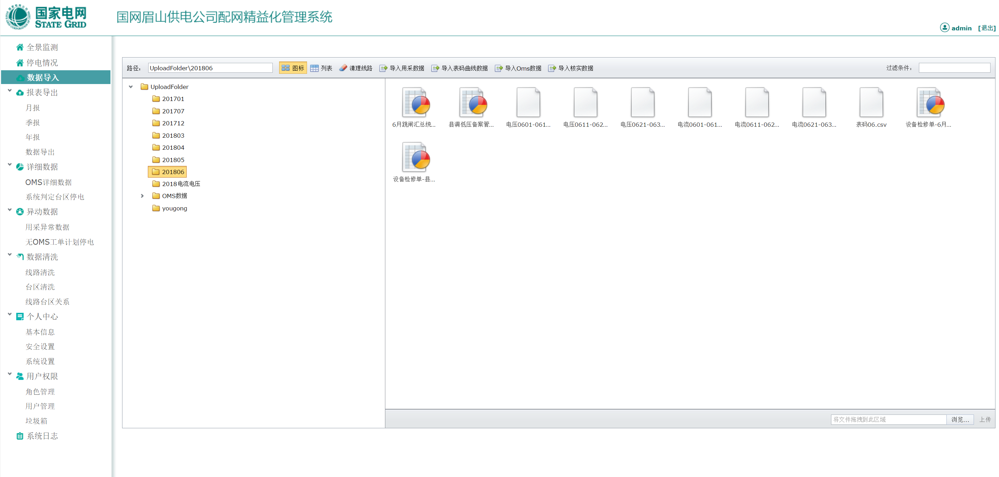 国家电网
STATE GRID
国网眉山供电公司配网精益化管理系统
admin [退出]
全景监测
停电情况
数据导入
报表导出
月报
季报
年报
数据导出
详细数据
OMS详细数据
系统判定台区停电
异动数据
用采异常数据
无OMS工单计划停电
数据清洗
线路清洗
台区清洗
线路台区关系
个人中心
基本信息
安全设置
系统设置
用户权限
角色管理
用户管理
垃圾箱
系统日志
路径： UploadFolder\201806 图标 列表 清理线路 导入用采数据 导入表码曲线数据 导入Oms数据 导入核实数据 过滤条件：
UploadFolder
201701
201707
201712
201803
201804
201805
201806
2018电流电压
OMS数据
yougong
6月跳闸汇总统... 县调低压备案管... 电压0601-061... 电压0611-062... 电压0621-063... 电流0601-061... 电流0611-062... 电流0621-063... 表码06.csv 设备检修单-6月...
设备检修单-县...
将文件拖拽到此区域 浏览... 上传